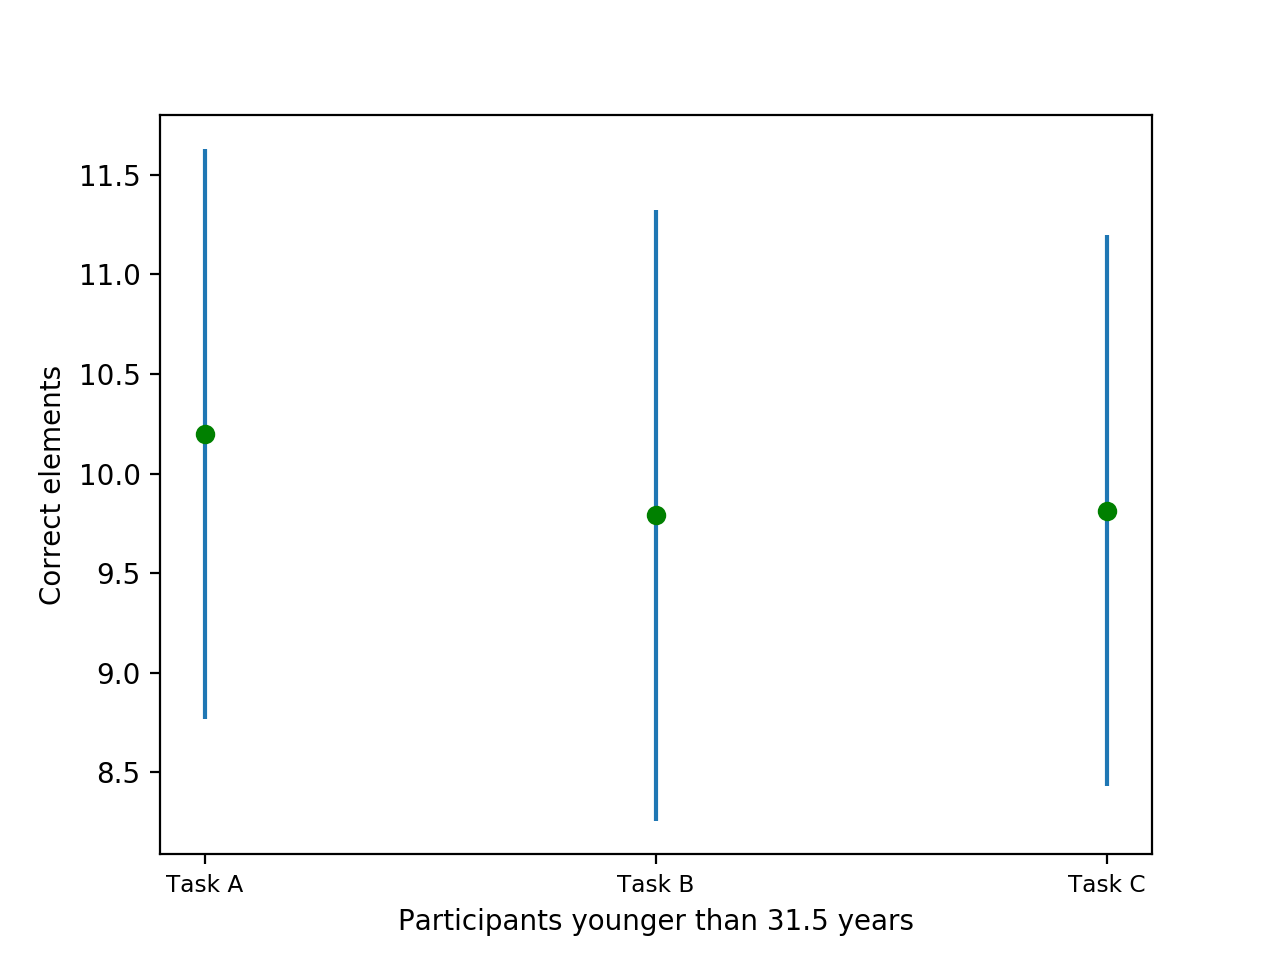 11.5
11.0
10.5
10.0
9.5
9.0
8.5
Correct elements
Task A
Task B
Task C
Participants younger than 31.5 years